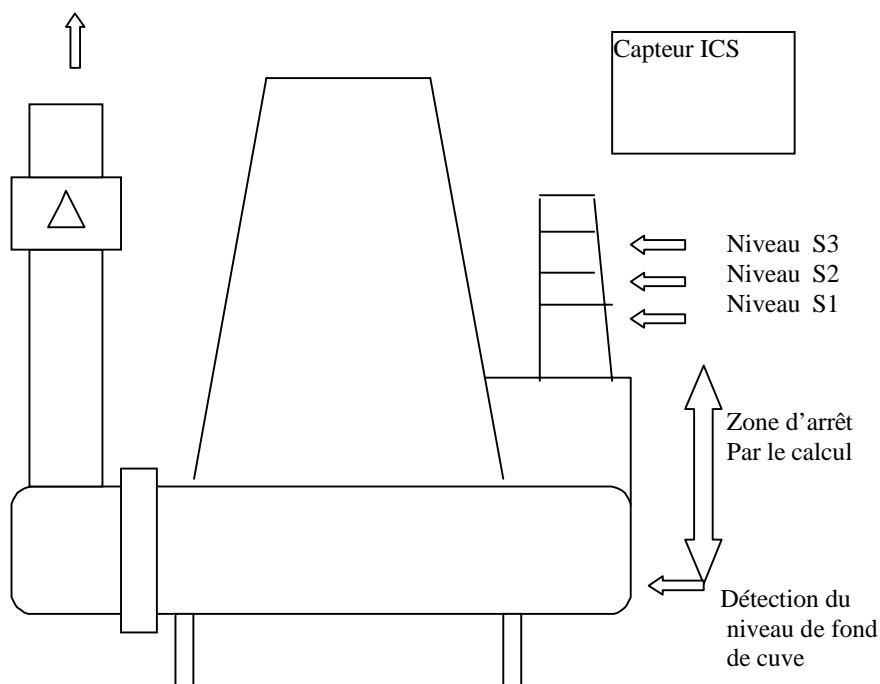 Capteur ICS
Niveau S3
Niveau S2
Niveau S1
Zone d'arrêt
Par le calcul
Détection du
niveau de fond
de cuve